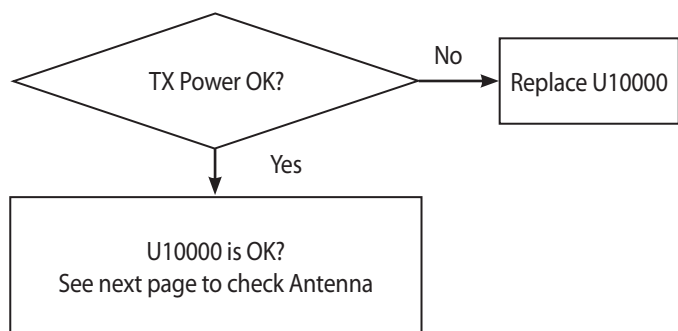 TX Power OK?
No
Replace U10000
Yes
U10000 is OK?
See next page to check Antenna